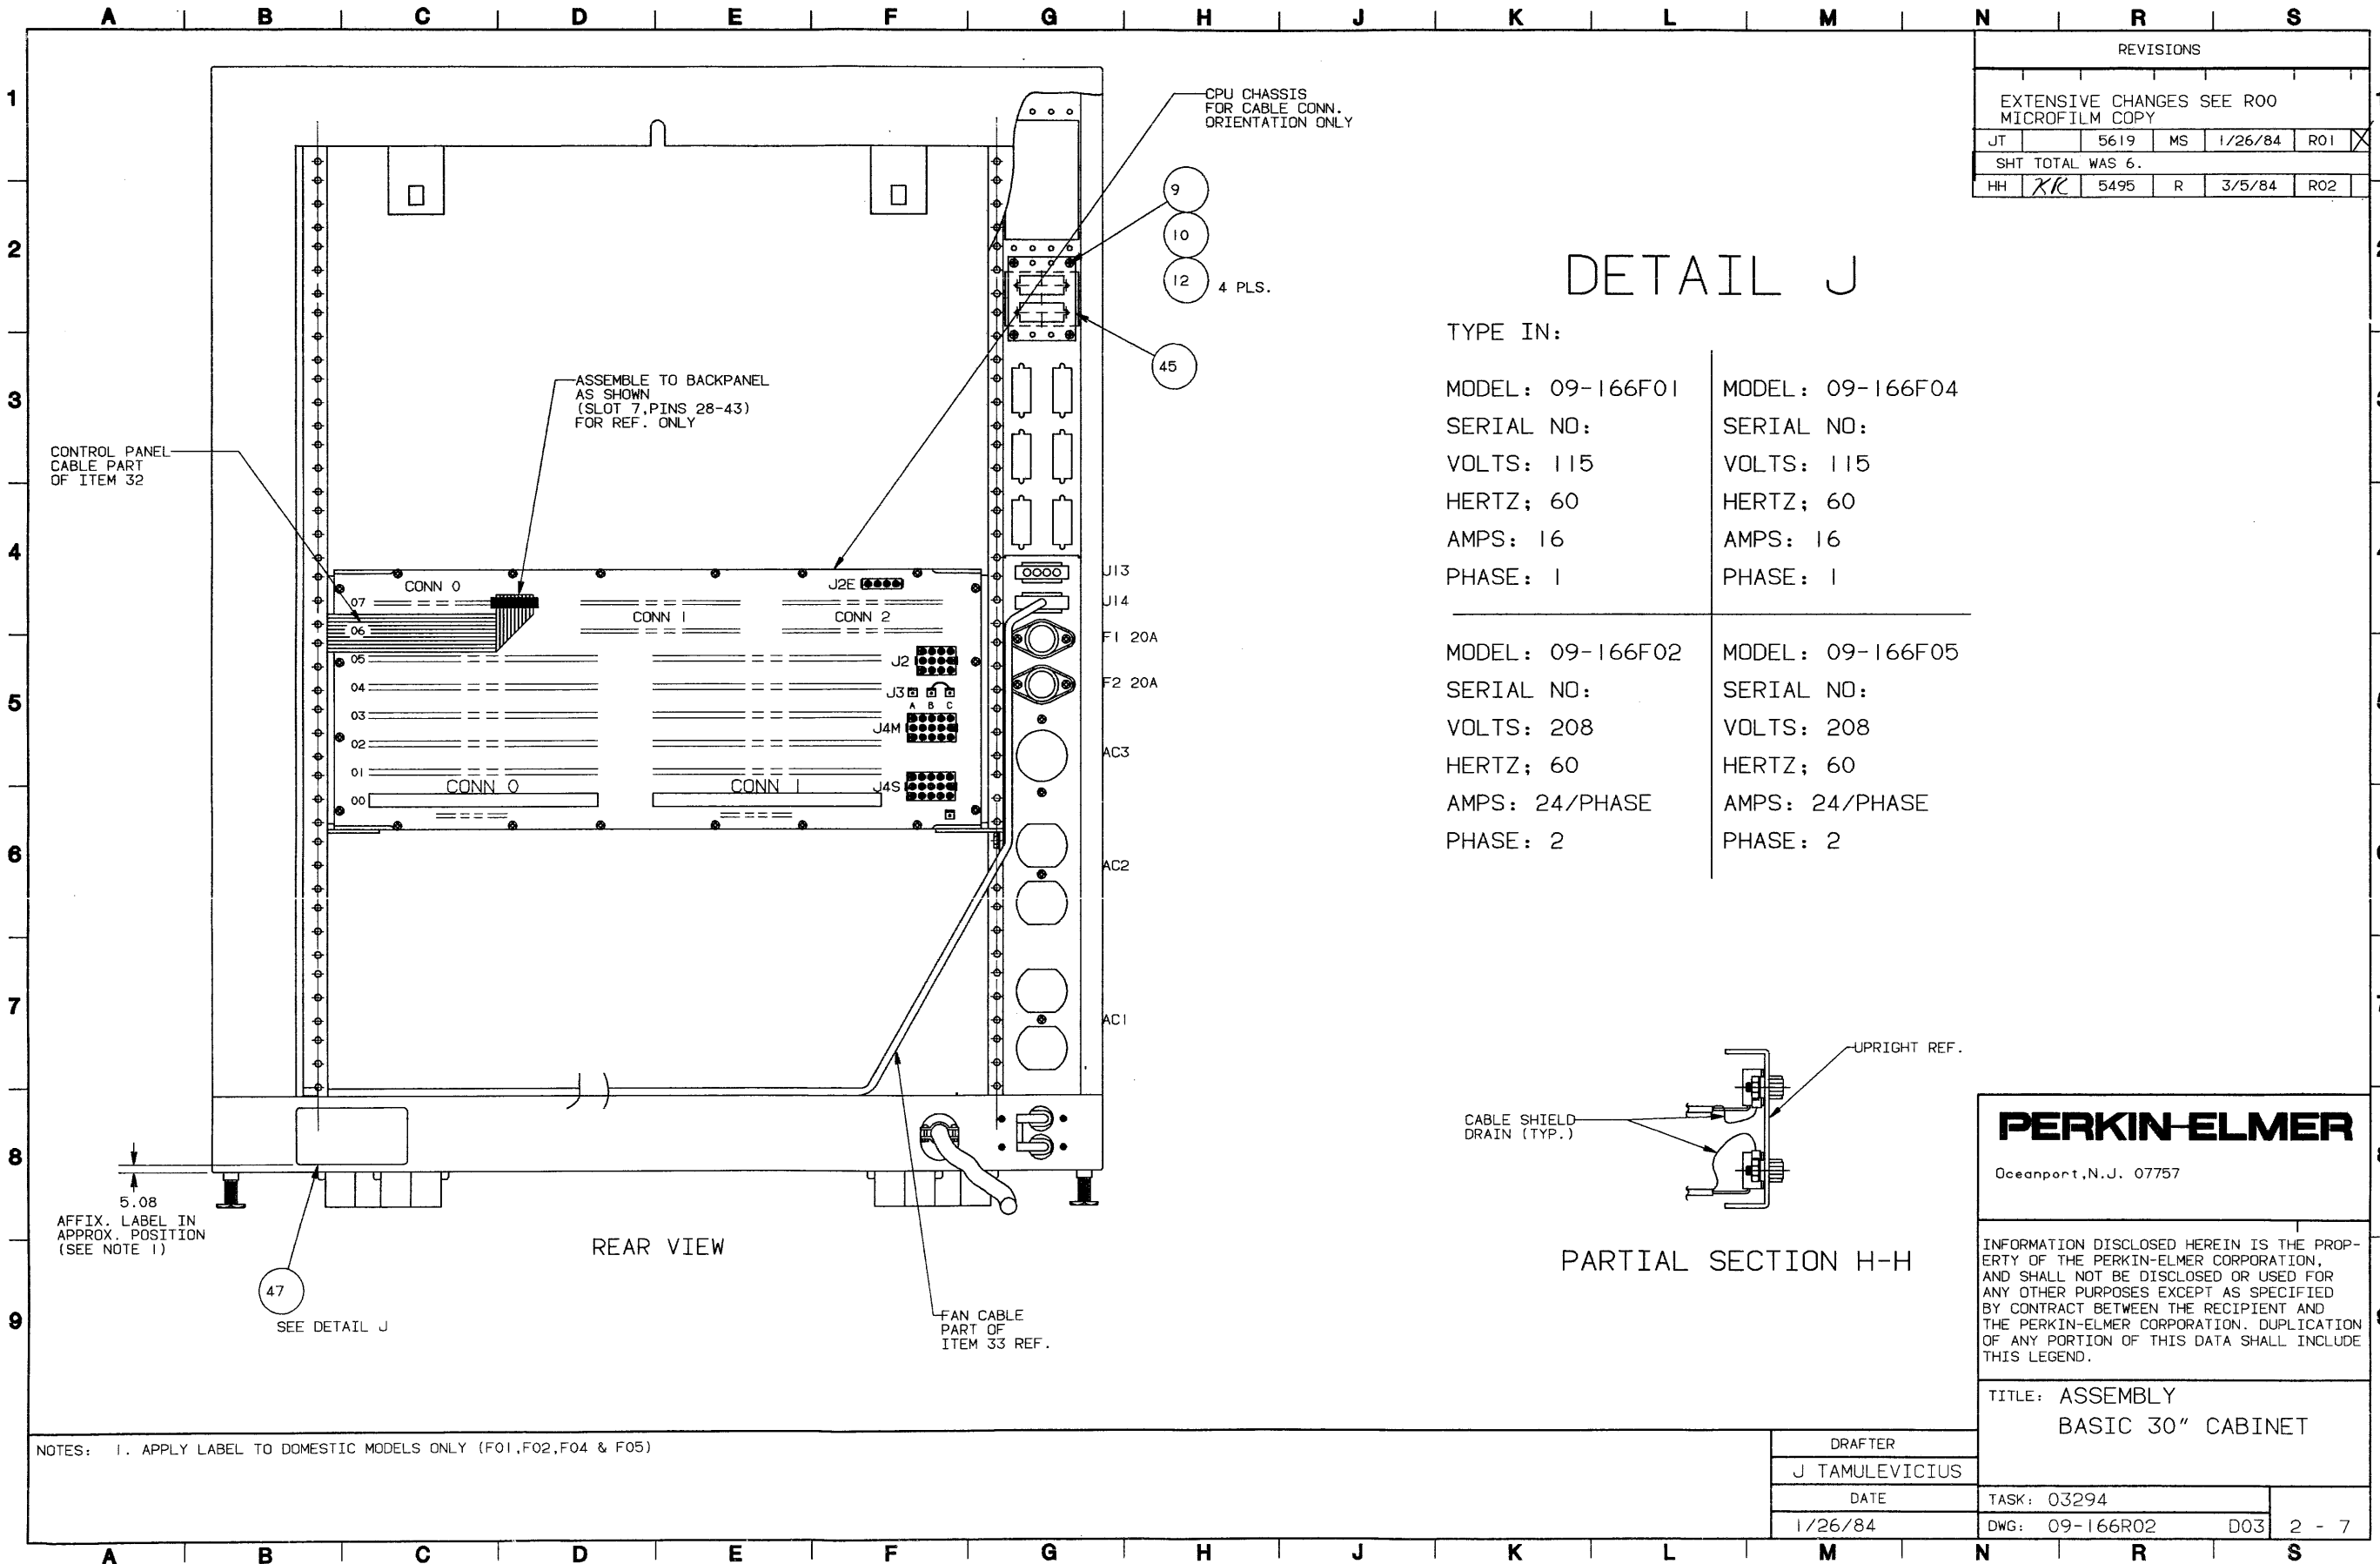 A B C D E F G H J K L M N R S
1
2
3
4
5
6
7
8
9
REVISIONS
EXTENSIVE CHANGES SEE R00
MICROFILM COPY
JT 5619 MS 1/26/84 R01
SHT TOTAL WAS 6.
HH KK 5495 R 3/5/84 R02
CPU CHASSIS
FOR CABLE CONN.
ORIENTATION ONLY
9
10
12 4 PLS.
45
ASSEMBLE TO BACKPANEL
AS SHOWN
(SLOT 7,PINS 28-43)
FOR REF. ONLY
CONTROL PANEL
CABLE PART
OF ITEM 32
CONN 0
CONN 1
CONN 2
J2E
07
06
05
04
03
02
01
00
J2
J3
A B C
J4M
J4S
CONN 0
CONN 1
J13
J14
F1 20A
F2 20A
AC3
AC2
AC1
5.08
AFFIX. LABEL IN
APPROX. POSITION
(SEE NOTE 1)
47
SEE DETAIL J
REAR VIEW
FAN CABLE
PART OF
ITEM 33 REF.
DETAIL J
TYPE IN:
MODEL: 09-166F01
SERIAL NO:
VOLTS: 115
HERTZ; 60
AMPS: 16
PHASE: 1
MODEL: 09-166F04
SERIAL NO:
VOLTS: 115
HERTZ; 60
AMPS: 16
PHASE: 1
MODEL: 09-166F02
SERIAL NO:
VOLTS: 208
HERTZ; 60
AMPS: 24/PHASE
PHASE: 2
MODEL: 09-166F05
SERIAL NO:
VOLTS: 208
HERTZ; 60
AMPS: 24/PHASE
PHASE: 2
UPRIGHT REF.
CABLE SHIELD
DRAIN (TYP.)
PARTIAL SECTION H-H
PERKIN-ELMER
Oceanport,N.J. 07757
INFORMATION DISCLOSED HEREIN IS THE PROP-
ERTY OF THE PERKIN-ELMER CORPORATION,
AND SHALL NOT BE DISCLOSED OR USED FOR
ANY OTHER PURPOSES EXCEPT AS SPECIFIED
BY CONTRACT BETWEEN THE RECIPIENT AND
THE PERKIN-ELMER CORPORATION. DUPLICATION
OF ANY PORTION OF THIS DATA SHALL INCLUDE
THIS LEGEND.
TITLE: ASSEMBLY
BASIC 30" CABINET
NOTES: 1. APPLY LABEL TO DOMESTIC MODELS ONLY (F01,F02,F04 & F05)
DRAFTER
J TAMULEVICIUS
DATE
1/26/84
TASK: 03294
DWG: 09-166R02 D03 2 - 7
A B C D E F G H J K L M N R S